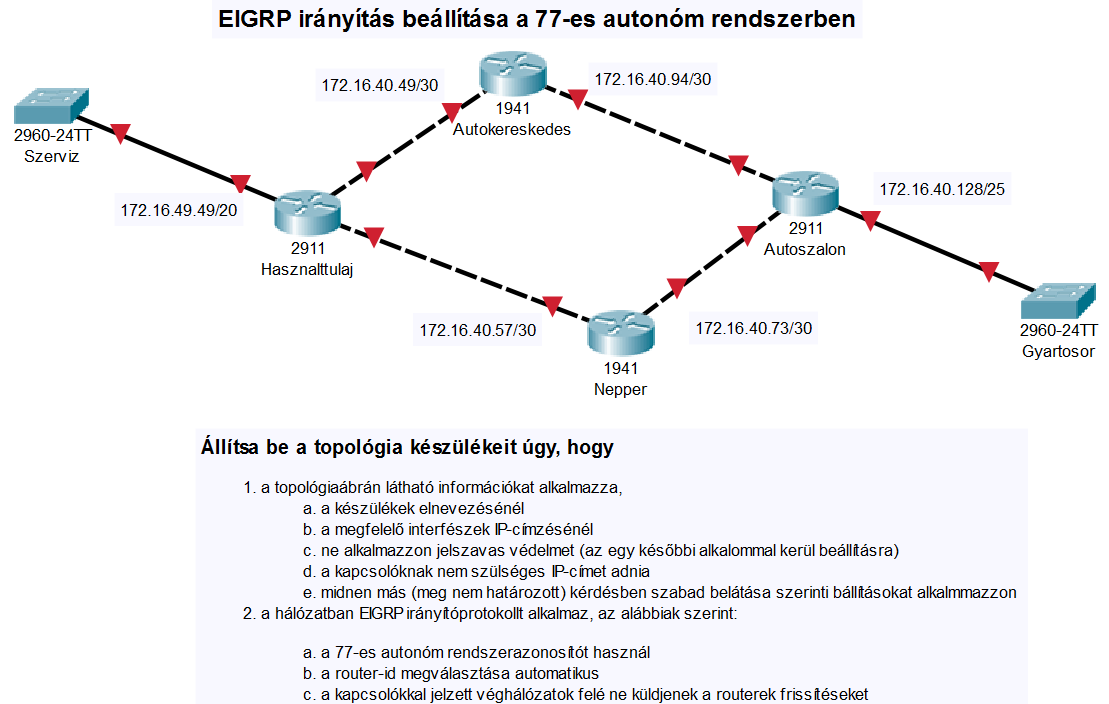 EIGRP irányítás beállítása a 77-es autonóm rendszerben
172.16.40.49/30
172.16.40.94/30
1941
Autokereskedes
2960-24TT
Szerviz
172.16.49.49/20
172.16.40.128/25
2911
Hasznalttulaj
2911
Autoszalon
172.16.40.57/30
172.16.40.73/30
2960-24TT
Gyartosor
1941
Nepper
Állítsa be a topológia készülékeit úgy, hogy
1. a topológiaábrán látható információkat alkalmazza,
a. a készülékek elnevezésénél
b. a megfelelő interfészek IP-címzésénél
c. ne alkalmazzon jelszavas védelmet (az egy későbbi alkalommal kerül beállításra)
d. a kapcsolóknak nem szülséges IP-címet adnia
e. midnen más (meg nem határozott) kérdésben szabad belátása szerinti bállításokat alkalmmazzon
2. a hálózatban EIGRP irányítóprotokollt alkalmaz, az alábbiak szerint:
a. a 77-es autonóm rendszerazonosítót használ
b. a router-id megválasztása automatikus
c. a kapcsolókkal jelzett véghálózatok felé ne küldjenek a routerek frissítéseket